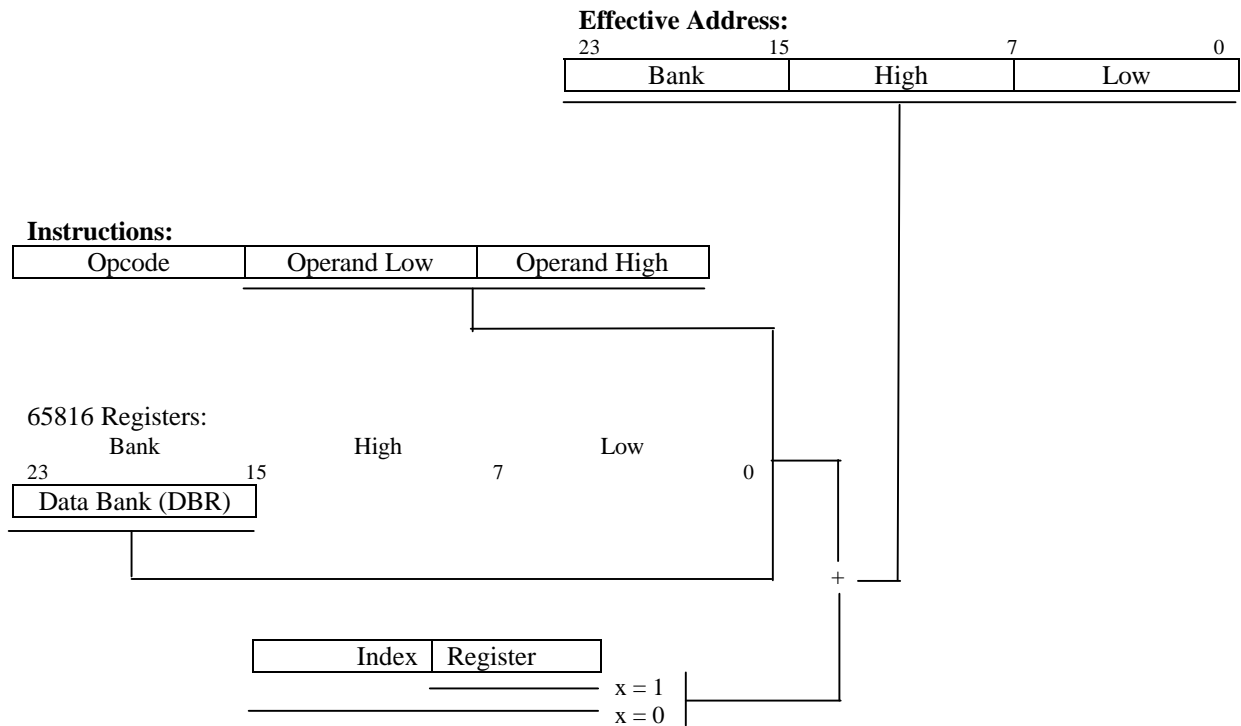 Effective Address:
23 15 7 0
Bank High Low
Instructions:
Opcode Operand Low Operand High
65816 Registers:
Bank High Low
23 15 7 0
Data Bank (DBR)
+
Index Register
x = 1
x = 0